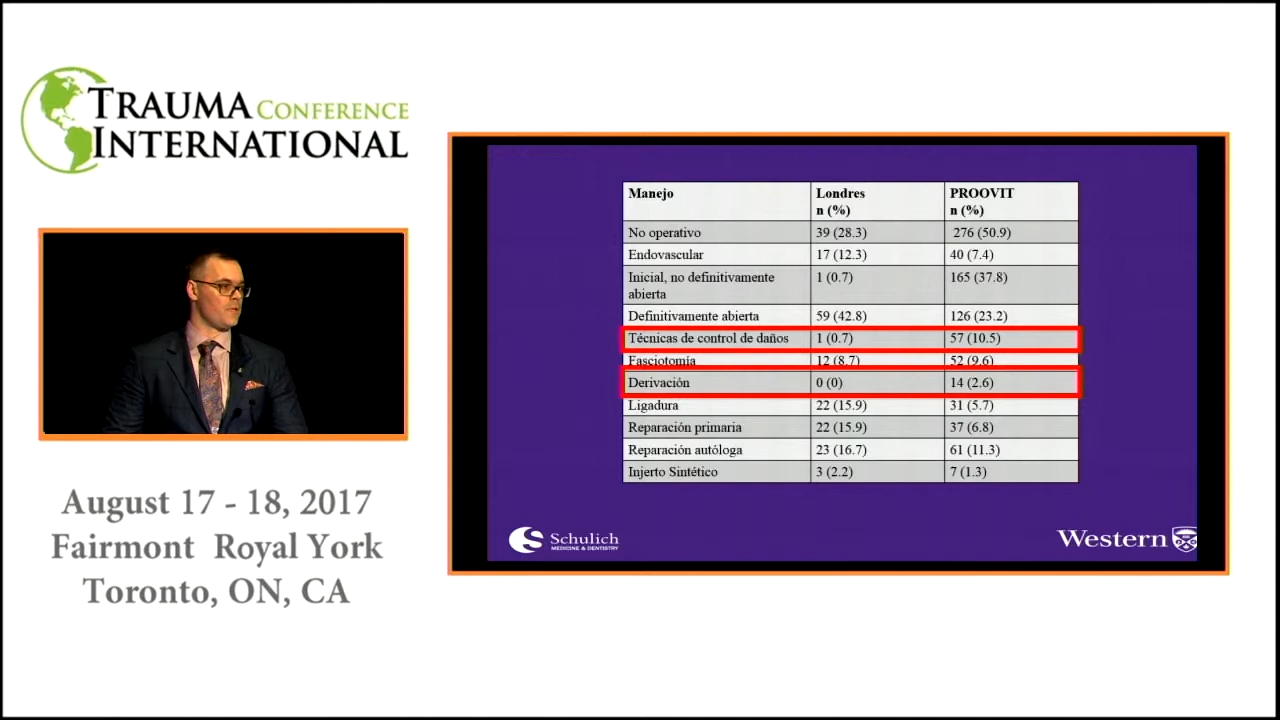 TRAUMA CONFERENCE
INTERNATIONAL
August 17 - 18, 2017
Fairmont Royal York
Toronto, ON, CA
Manejo Londres n (%) PROOVIT n (%)
No operativo 39 (28.3) 276 (50.9)
Endovascular 17 (12.3) 40 (7.4)
Inicial, no definitivamente abierta 1 (0.7) 165 (37.8)
Definitivamente abierta 59 (42.8) 126 (23.2)
Técnicas de control de daños 1 (0.7) 57 (10.5)
Fasciotomía 12 (8.7) 52 (9.6)
Derivación 0 (0) 14 (2.6)
Ligadura 22 (15.9) 31 (5.7)
Reparación primaria 22 (15.9) 37 (6.8)
Reparación autóloga 23 (16.7) 61 (11.3)
Injerto Sintético 3 (2.2) 7 (1.3)
Schulich
MEDICINE & DENTISTRY
Western